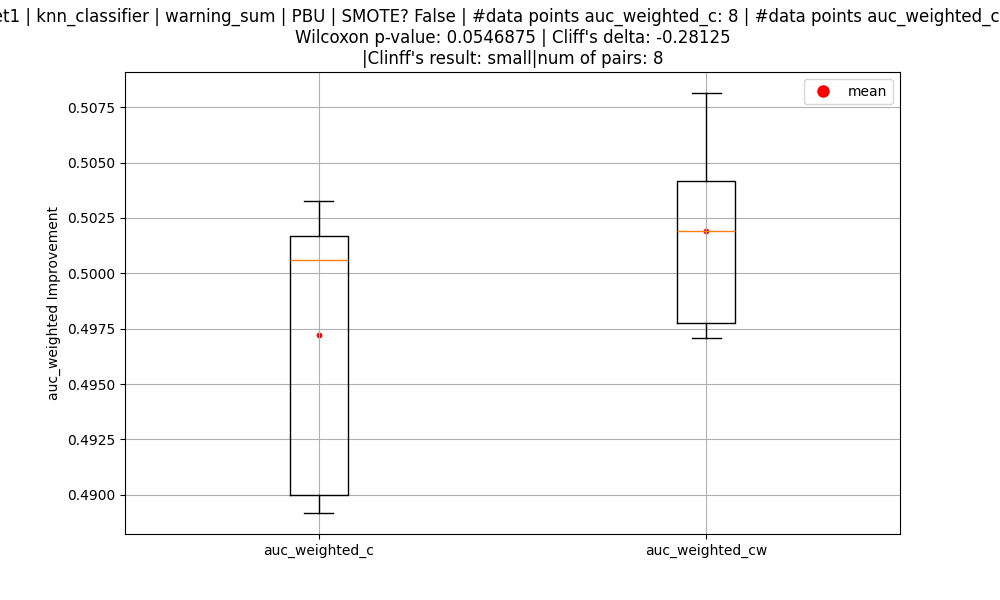 | knn_classifier | warning_sum | PBU | SMOTE? False | #data points auc_weighted_c: 8 | #data points
Wilcoxon p-value: 0.0546875 | Cliff's delta: -0.28125
|Clinff's result: small|num of pairs: 8
mean
0.5075
0.5050
0.5025
0.5000
0.4975
0.4950
0.4925
0.4900
auc_weighted Improvement
auc_weighted_c
auc_weighted_cw